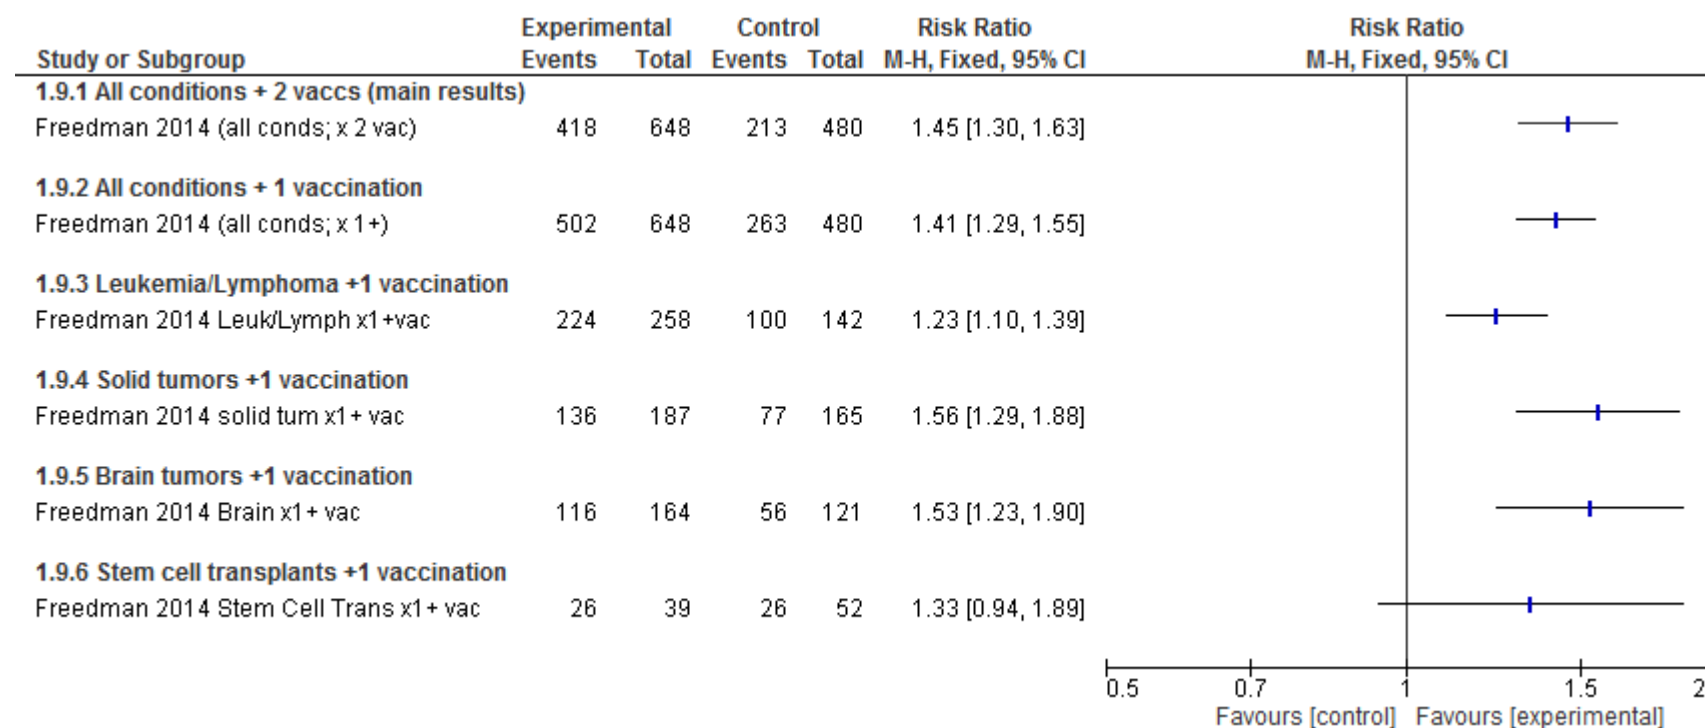 Experimental Control Risk Ratio Risk Ratio
Study or Subgroup Events Total Events Total M-H, Fixed, 95% CI M-H, Fixed, 95% CI
1.9.1 All conditions + 2 vaccs (main results)
Freedman 2014 (all conds; x 2 vac) 418 648 213 480 1.45 [1.30, 1.63]
1.9.2 All conditions + 1 vaccination
Freedman 2014 (all conds; x 1+) 502 648 263 480 1.41 [1.29, 1.55]
1.9.3 Leukemia/Lymphoma +1 vaccination
Freedman 2014 Leuk/Lymph x1+vac 224 258 100 142 1.23 [1.10, 1.39]
1.9.4 Solid tumors +1 vaccination
Freedman 2014 solid tum x1+ vac 136 187 77 165 1.56 [1.29, 1.88]
1.9.5 Brain tumors +1 vaccination
Freedman 2014 Brain x1+ vac 116 164 56 121 1.53 [1.23, 1.90]
1.9.6 Stem cell transplants +1 vaccination
Freedman 2014 Stem Cell Trans x1+ vac 26 39 26 52 1.33 [0.94, 1.89]
0.5 0.7 1 1.5 2
Favours [control] Favours [experimental]